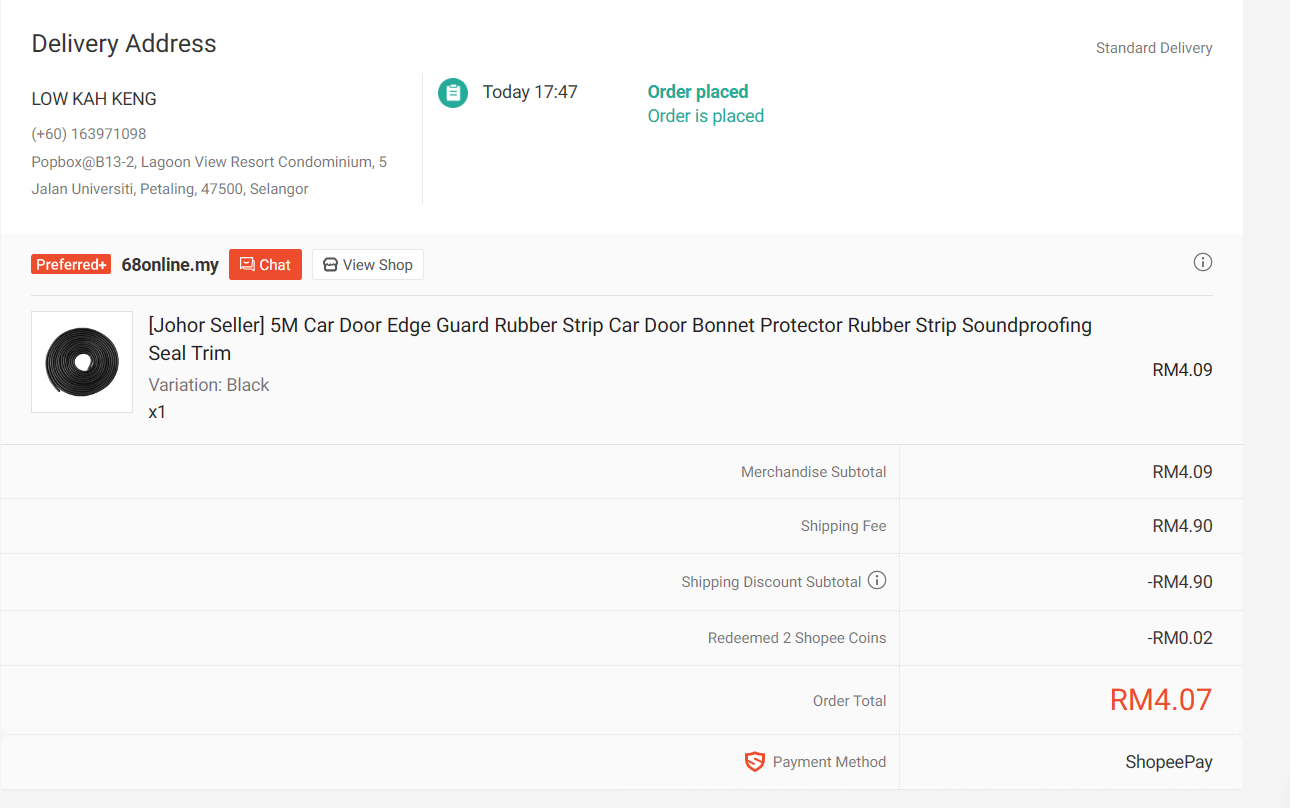 Delivery Address
Standard Delivery
LOW KAH KENG
(+60) 163971098
Popbox@B13-2, Lagoon View Resort Condominium, 5
Jalan Universiti, Petaling, 47500, Selangor
Today 17:47
Order placed
Order is placed
Preferred+ 68online.my Chat View Shop
[Johor Seller] 5M Car Door Edge Guard Rubber Strip Car Door Bonnet Protector Rubber Strip Soundproofing
Seal Trim
Variation: Black
x1
RM4.09
Merchandise Subtotal RM4.09
Shipping Fee RM4.90
Shipping Discount Subtotal -RM4.90
Redeemed 2 Shopee Coins -RM0.02
Order Total RM4.07
Payment Method ShopeePay